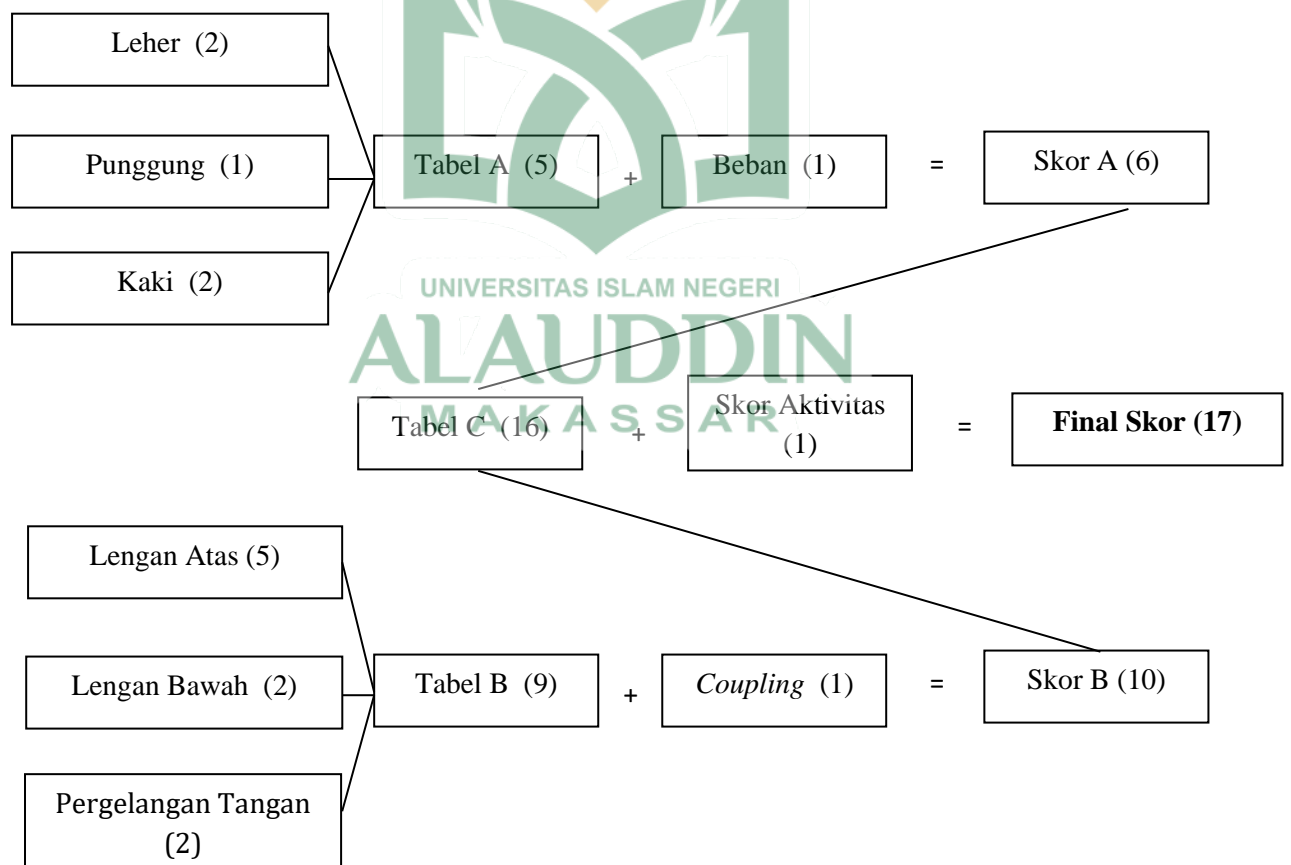 Leher (2)
Punggung (1)
Tabel A (5)
+
Beban (1)
=
Skor A (6)
Kaki (2)
UNIVERSITAS ISLAM NEGERI
ALAUDDIN
MAKASSAR
Tabel C (16)
+
Skor Aktivitas
(1)
=
Final Skor (17)
Lengan Atas (5)
Lengan Bawah (2)
Tabel B (9)
+
Coupling (1)
=
Skor B (10)
Pergelangan Tangan
(2)